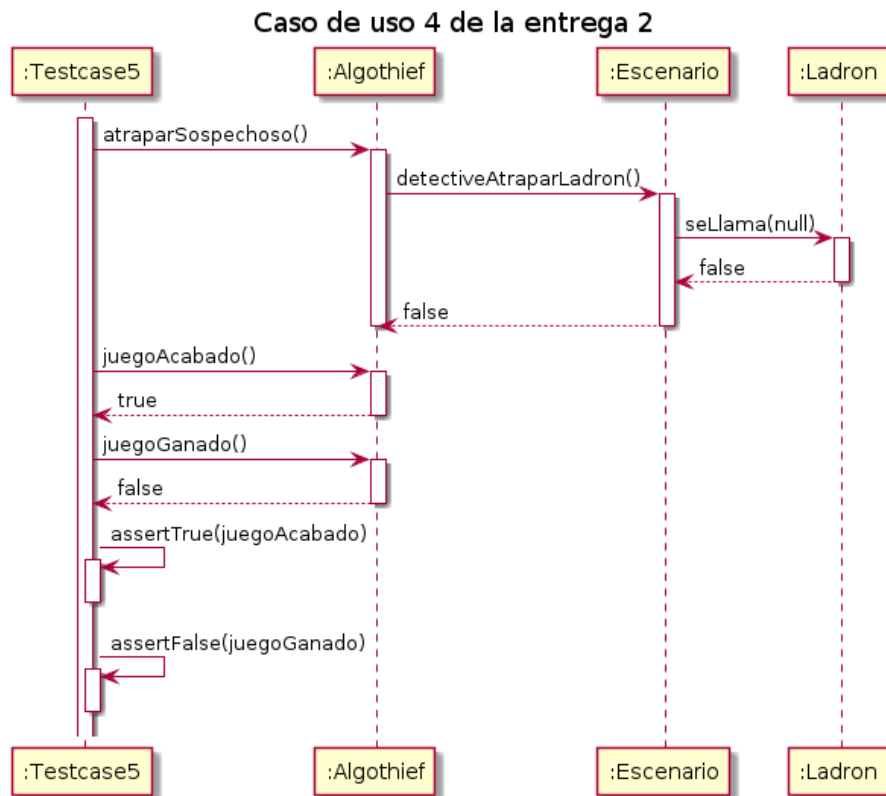 Caso de uso 4 de la entrega 2
:Testcase5 :Algothief :Escenario :Ladron
atraparSospechoso()
detectiveAtraparLadron()
seLlama(null)
false
false
juegoAcabado()
true
juegoGanado()
false
assertTrue(juegoAcabado)
assertFalse(juegoGanado)
:Testcase5 :Algothief :Escenario :Ladron